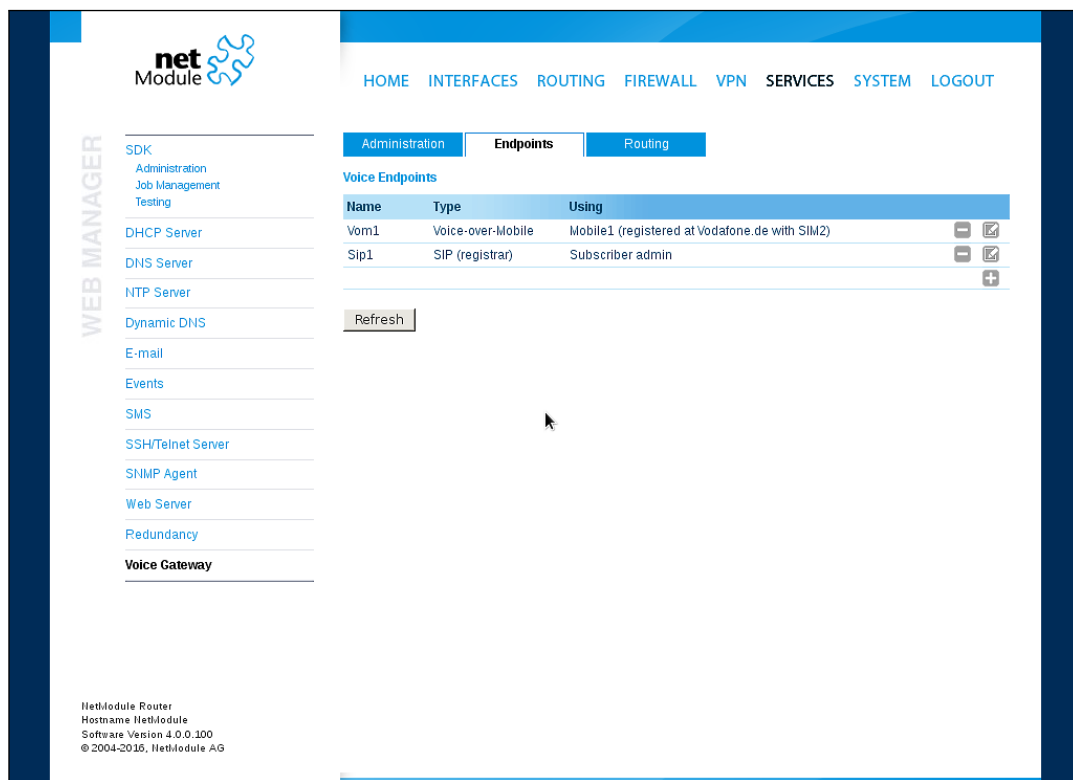 net
Module
HOME INTERFACES ROUTING FIREWALL VPN SERVICES SYSTEM LOGOUT
WEB MANAGER
SDK
Administration
Job Management
Testing
DHCP Server
DNS Server
NTP Server
Dynamic DNS
E-mail
Events
SMS
SSH/Telnet Server
SNMP Agent
Web Server
Redundancy
Voice Gateway
Administration Endpoints Routing
Voice Endpoints
Name Type Using
Vom1 Voice-over-Mobile Mobile1 (registered at Vodafone.de with SIM2)
Sip1 SIP (registrar) Subscriber admin
Refresh
NetModule Router
Hostname NetModule
Software Version 4.0.0.100
© 2004-2016, NetModule AG